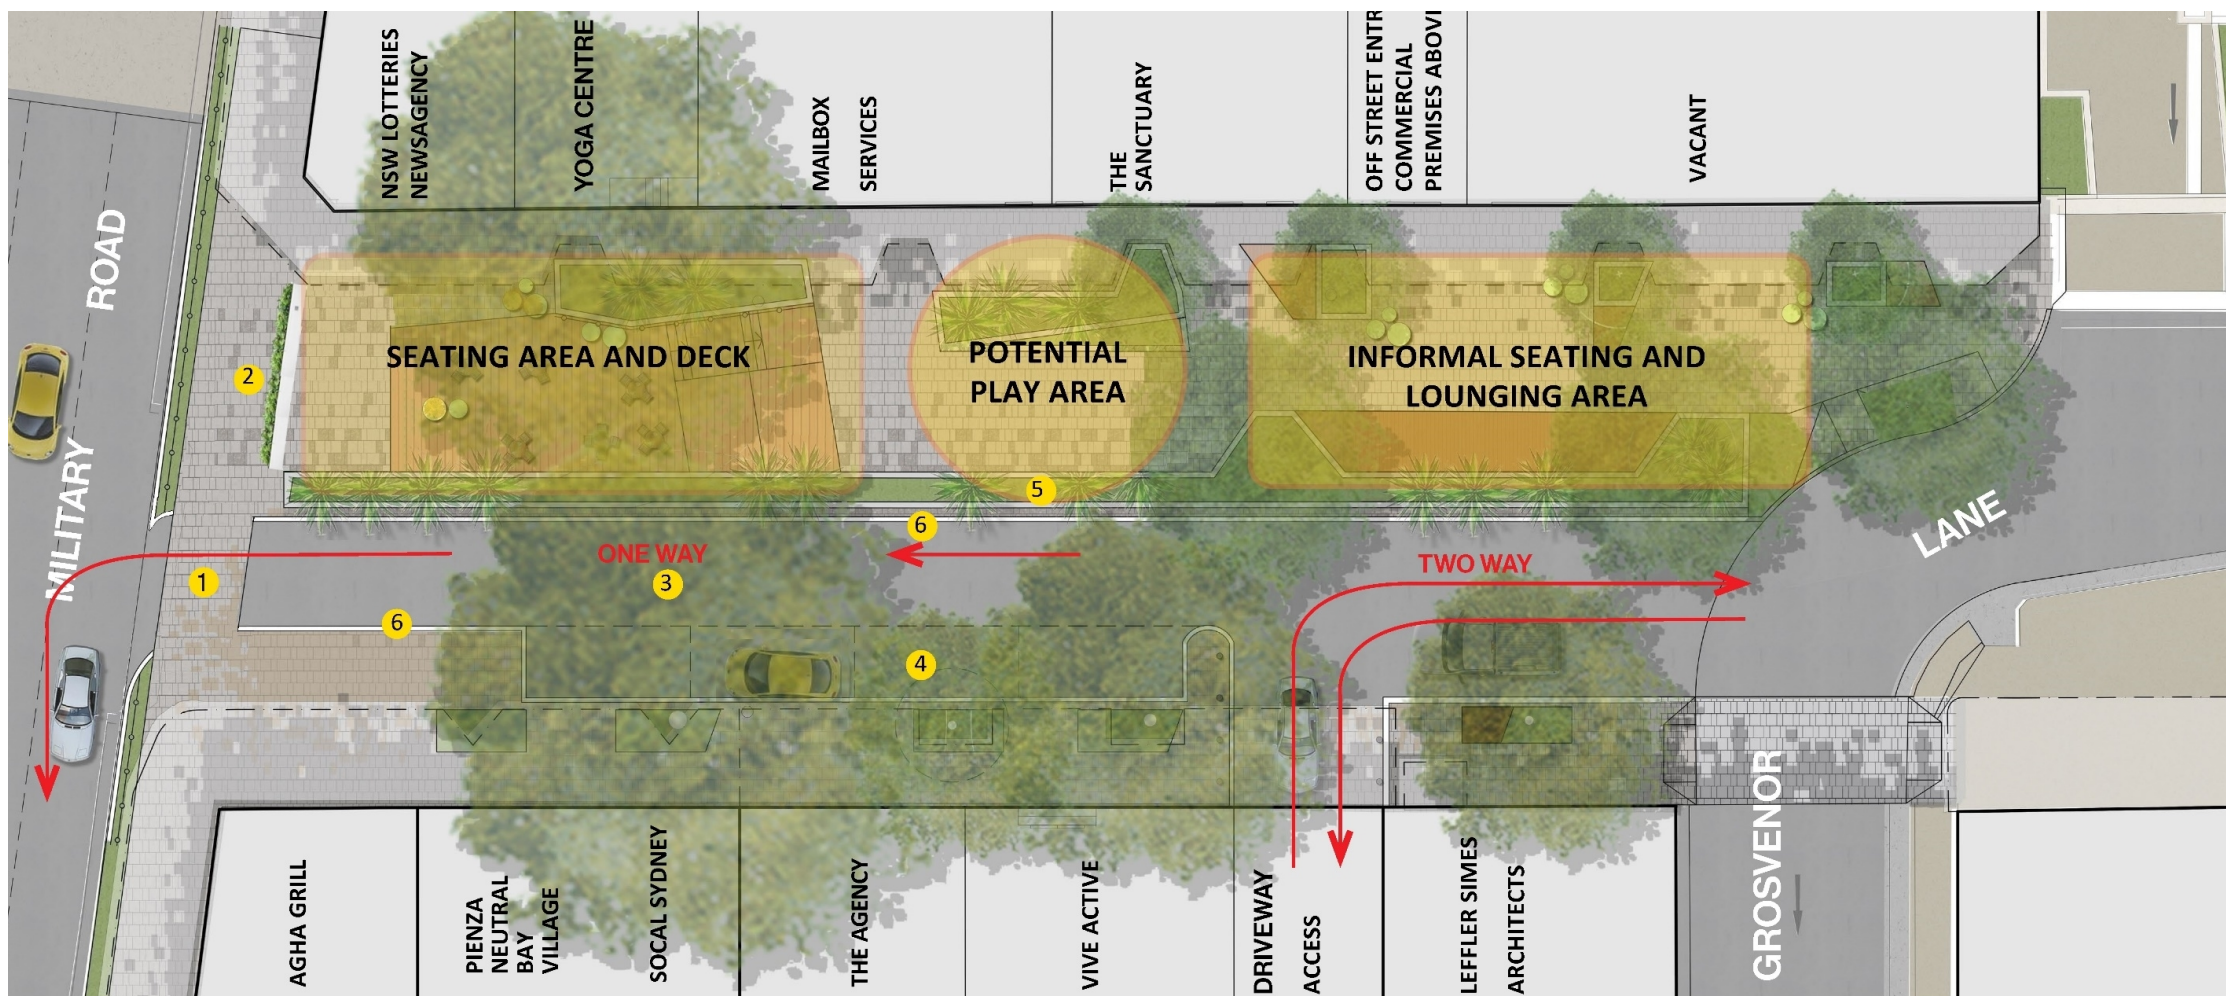 NSW LOTTERIES
NEWSAGENCY
YOGA CENTRE
MAILBOX
SERVICES
THE
SANCTUARY
OFF STREET ENTR
COMMERCIAL
PREMISES ABOV
VACANT
MILITARY ROAD
2
SEATING AREA AND DECK
POTENTIAL
PLAY AREA
INFORMAL SEATING AND
LOUNGING AREA
5
6
LANE
ONE WAY
TWO WAY
1
3
6
4
AGHA GRILL
PIENZA
NEUTRAL
BAY
VILLAGE
SOCAL SYDNEY
THE AGENCY
VIVE ACTIVE
DRIVEWAY
ACCESS
LEFFLER SIMES
ARCHITECTS
GROSVENOR